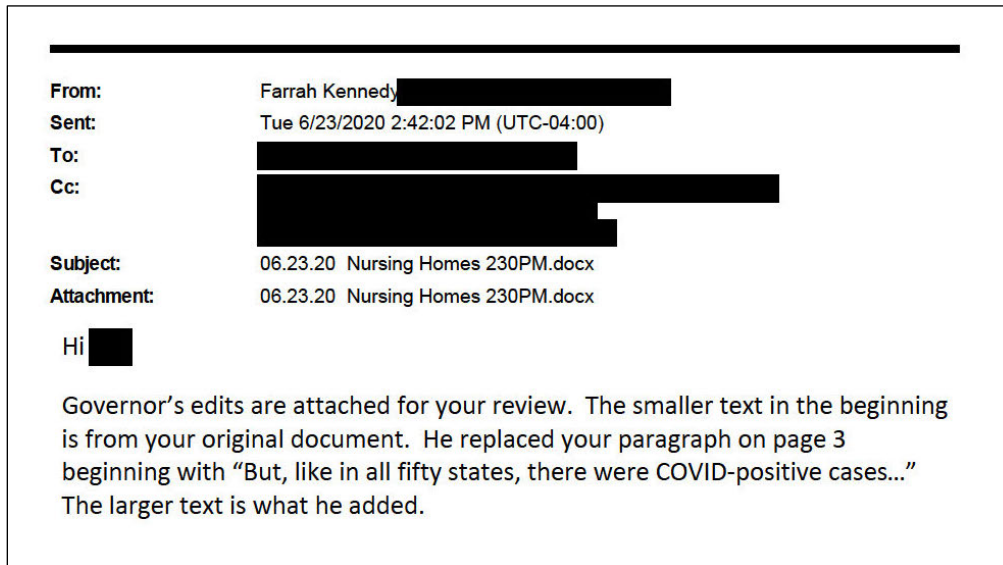 From: Farrah Kennedy
Sent: Tue 6/23/2020 2:42:02 PM (UTC-04:00)
To:
Cc:
Subject: 06.23.20 Nursing Homes 230PM.docx
Attachment: 06.23.20 Nursing Homes 230PM.docx
Hi
Governor’s edits are attached for your review.  The smaller text in the beginning
is from your original document.  He replaced your paragraph on page 3
beginning with “But, like in all fifty states, there were COVID-positive cases…”
The larger text is what he added.